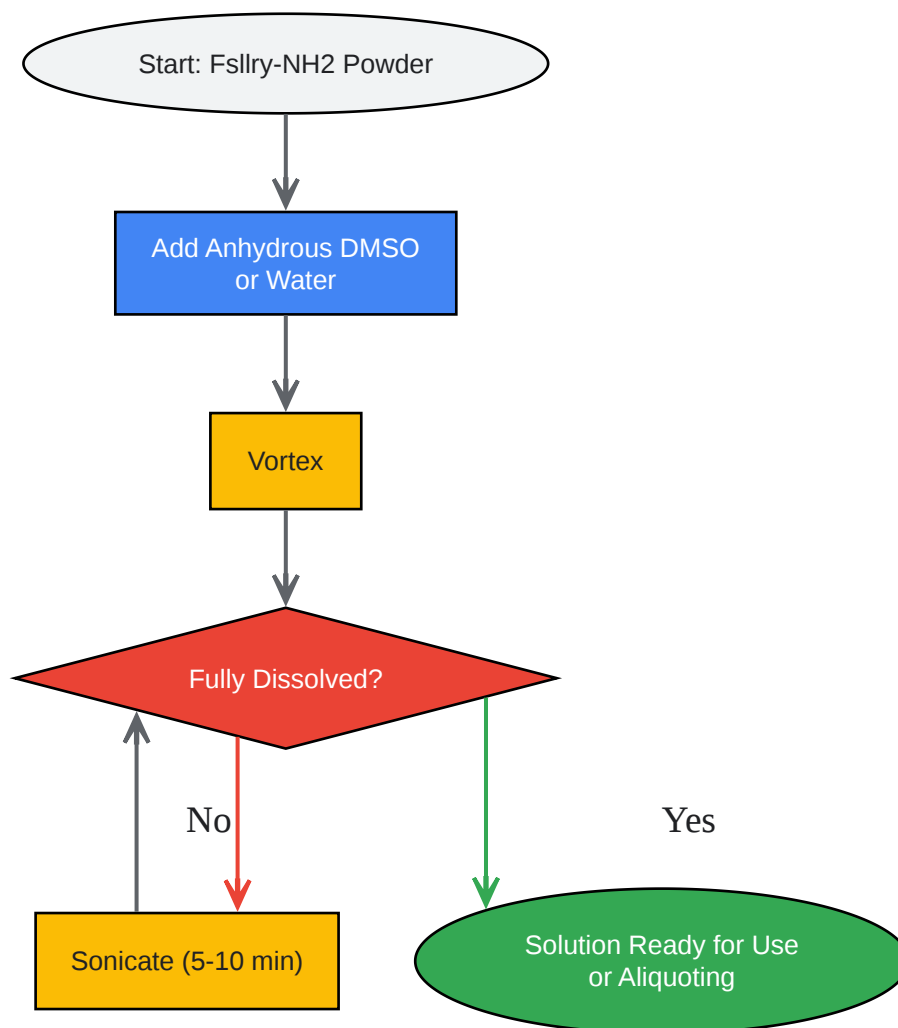 Start: Fsllry-NH2 Powder
Add Anhydrous DMSO
or Water
Vortex
Fully Dissolved?
No
Yes
Sonicate (5-10 min)
Solution Ready for Use
or Aliquoting